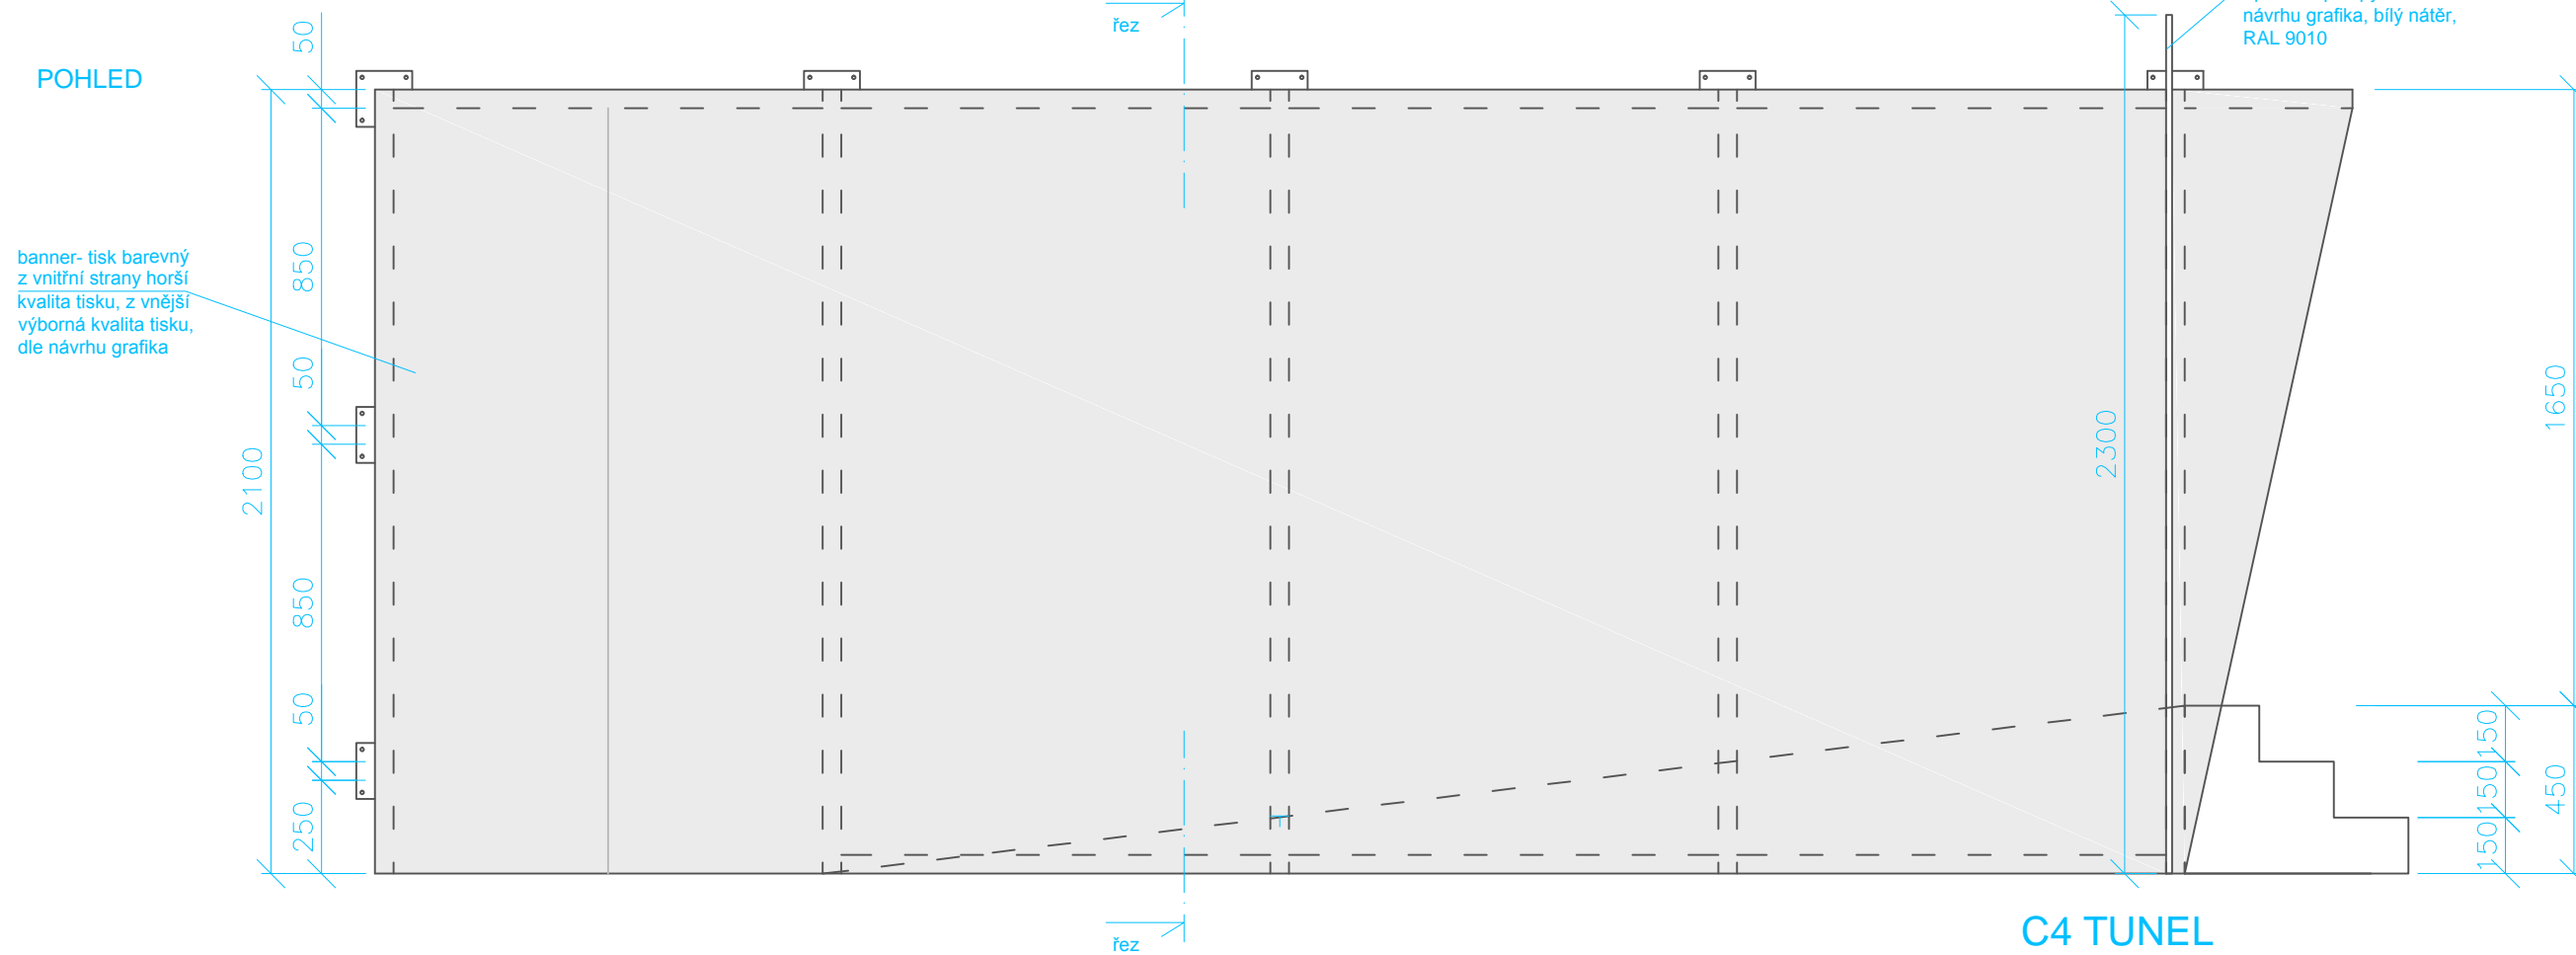 řez
návrhu grafika, bílý nátěr,
RAL 9010
POHLED
50
850
50
850
50
250
2100
banner- tisk barevný
z vnitřní strany horší
kvalita tisku, z vnější
výborná kvalita tisku,
dle návrhu grafika
2300
1650
450
150
150
150
řez
C4 TUNEL